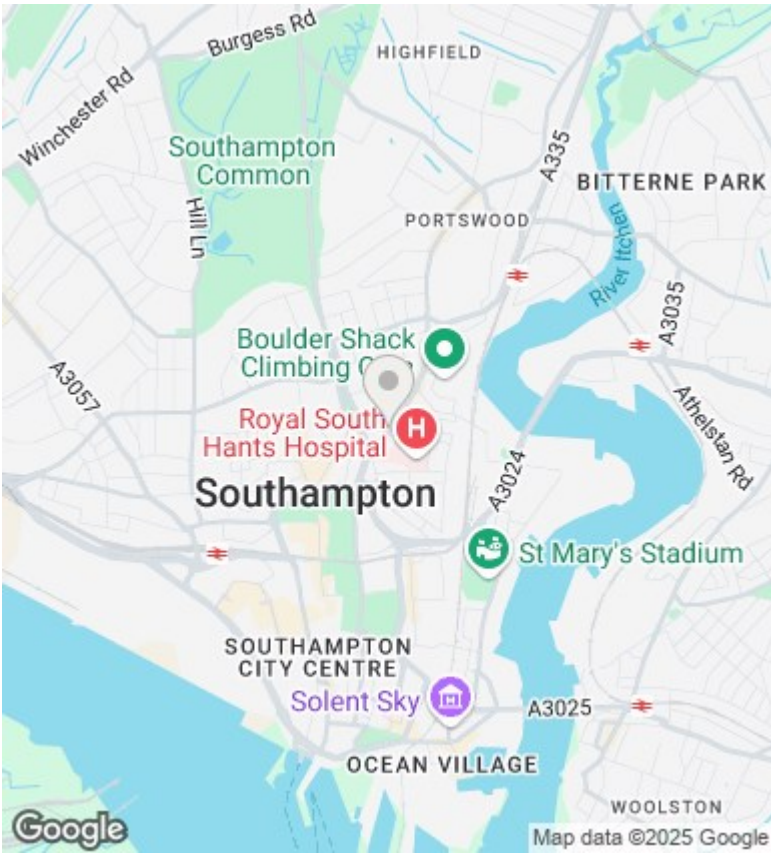 Burgess Rd
HIGHFIELD
Winchester Rd
Southampton
Common
A335
BITTERNE PARK
Hill Ln
PORTSWOOD
River Itchen
A3035
Boulder Shack
Climbing
A3057
Athelstan Rd
Royal South
Hants Hospital
H
Southampton
A3024
St Mary's Stadium
SOUTHAMPTON
CITY CENTRE
Solent Sky
M
A3025
OCEAN VILLAGE
WOOLSTON
Google
Map data ©2025 Google